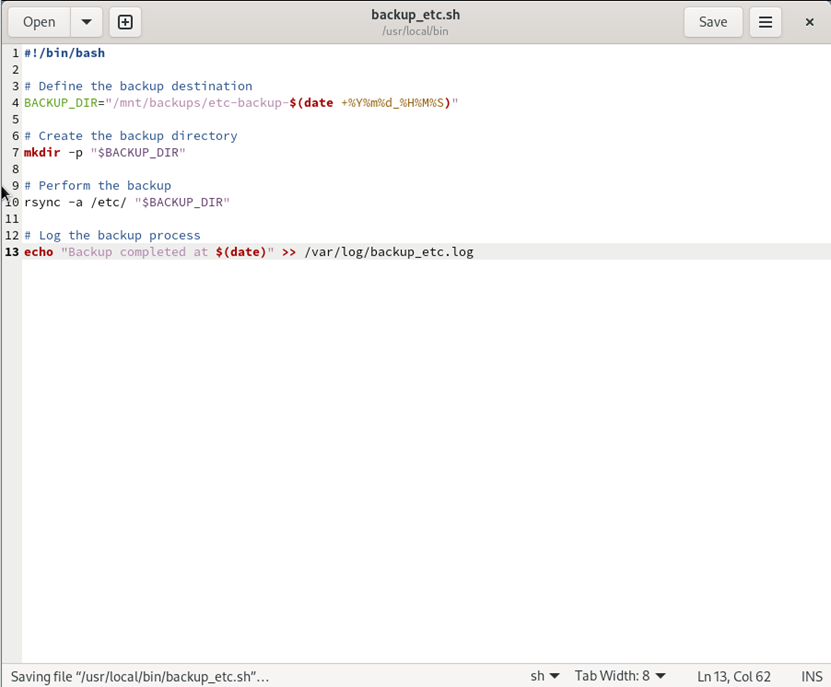 Open
backup_etc.sh
/usr/local/bin
Save
1 #!/bin/bash
2
3 # Define the backup destination
4 BACKUP_DIR="/mnt/backups/etc-backup-$(date +%Y%m%d_%H%M%S)"
5
6 # Create the backup directory
7 mkdir -p "$BACKUP_DIR"
8
9 # Perform the backup
10 rsync -a /etc/ "$BACKUP_DIR"
11
12 # Log the backup process
13 echo "Backup completed at $(date)" >> /var/log/backup_etc.log
Saving file “/usr/local/bin/backup_etc.sh”… sh Tab Width: 8 Ln 13, Col 62 INS